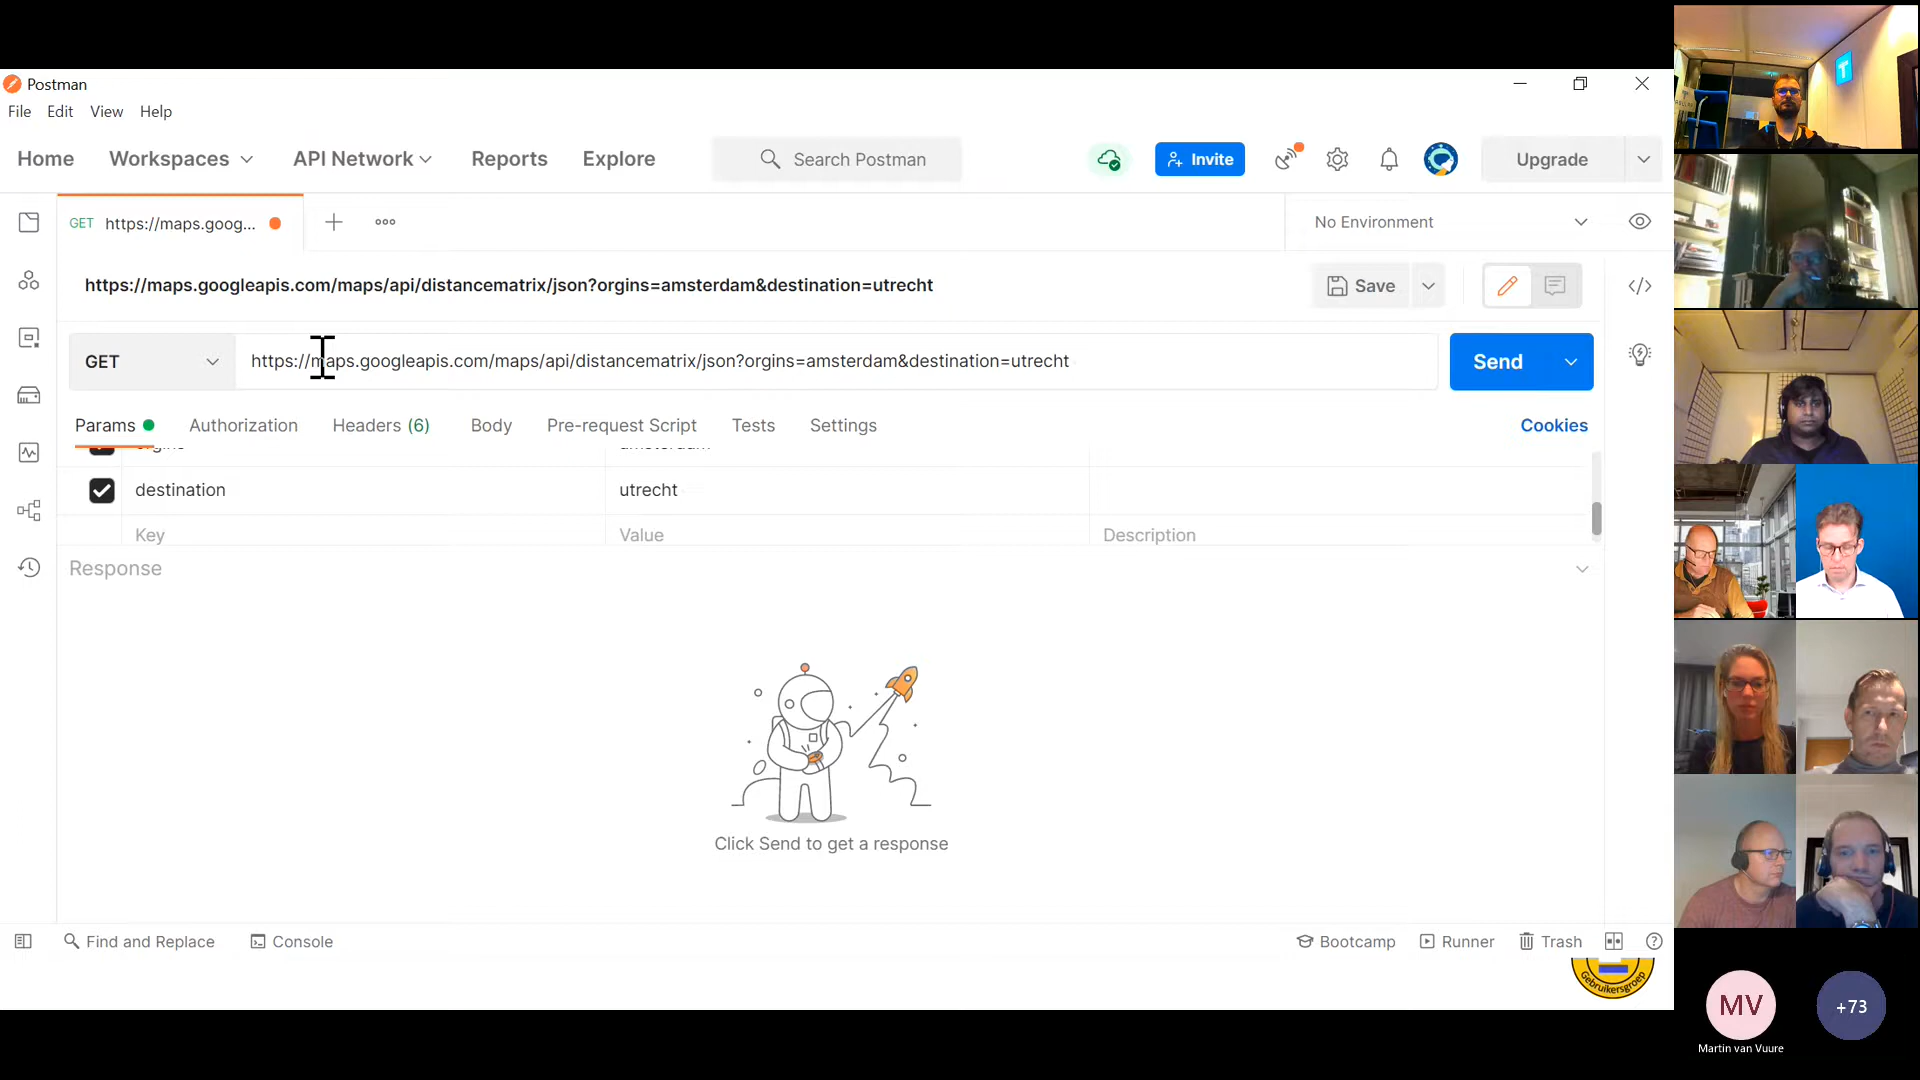 Postman
File Edit View Help
Home Workspaces API Network Reports Explore Search Postman Invite Upgrade
GET https://maps.goog... No Environment
https://maps.googleapis.com/maps/api/distancematrix/json?orgins=amsterdam&destination=utrecht Save
GET https://maps.googleapis.com/maps/api/distancematrix/json?orgins=amsterdam&destination=utrecht Send
Params Authorization Headers (6) Body Pre-request Script Tests Settings Cookies
destination utrecht
Key Value Description
Response
Click Send to get a response
Find and Replace Console Bootcamp Runner Trash
Gebruikersgroep
MV +73
Martin van Vuure